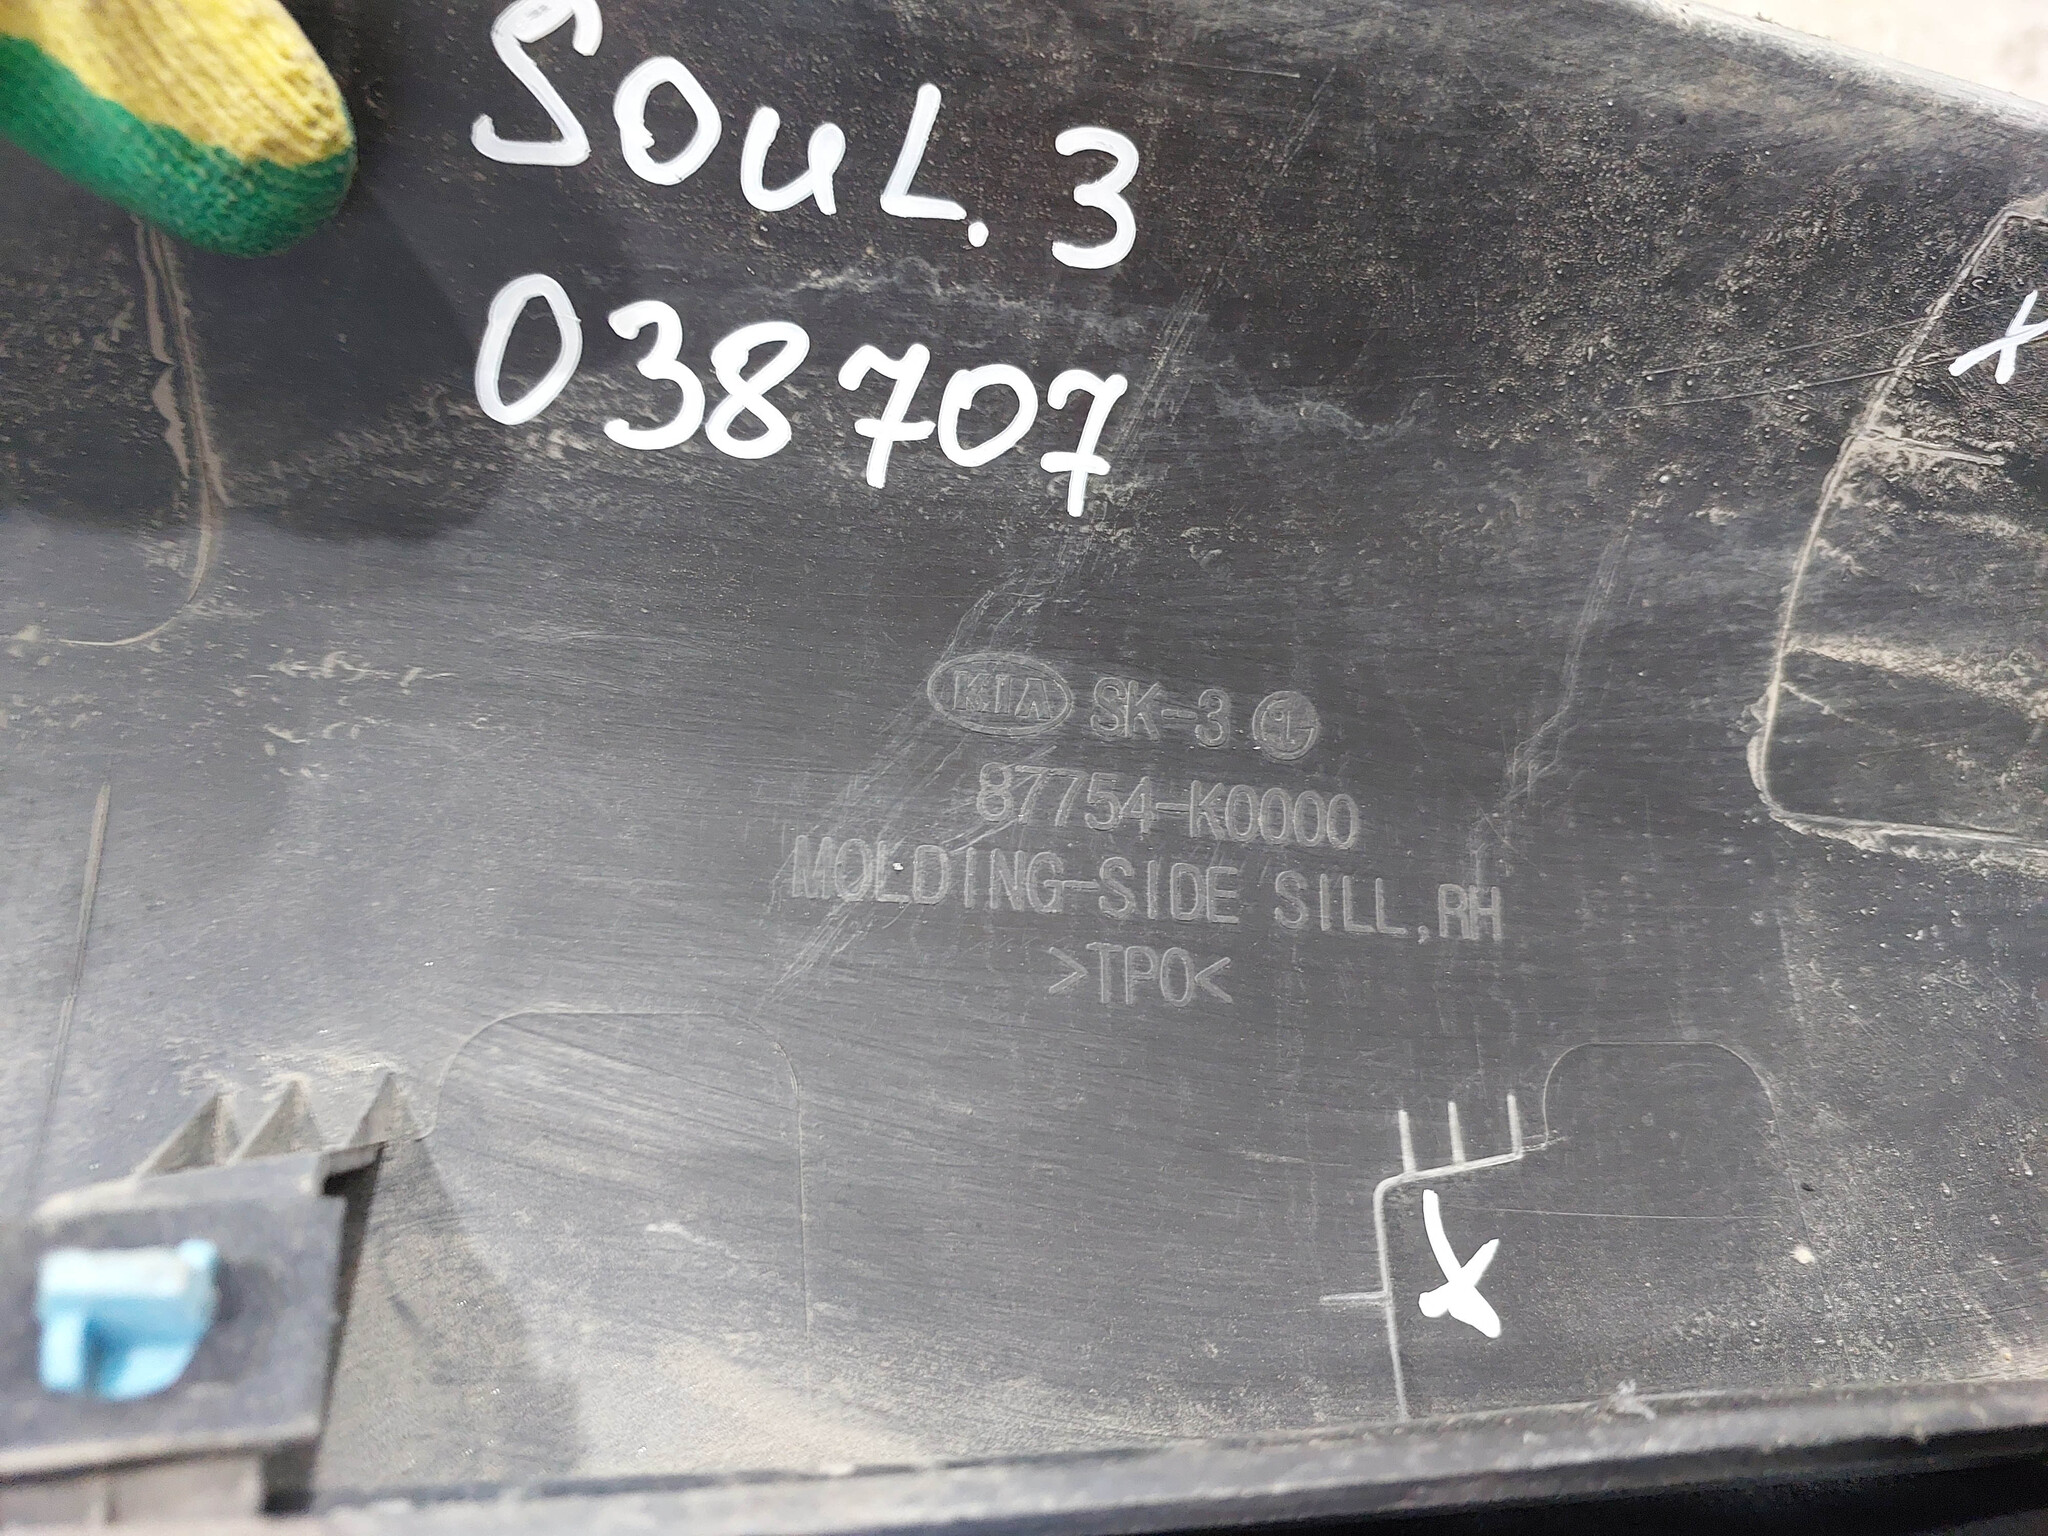 SOUL.3
038707
KIA SK-3
87754-K0000
MOLDING-SIDE SILL,RH
>TPO<
X
X